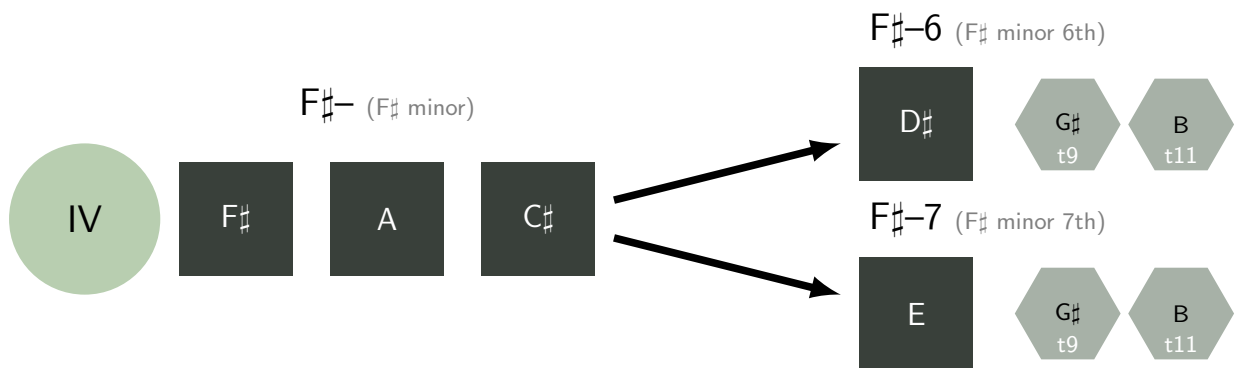 F♯–6 (F♯ minor 6th)
F♯– (F♯ minor)
D♯
G♯
t9
B
t11
IV
F♯
A
C♯
F♯–7 (F♯ minor 7th)
E
G♯
t9
B
t11